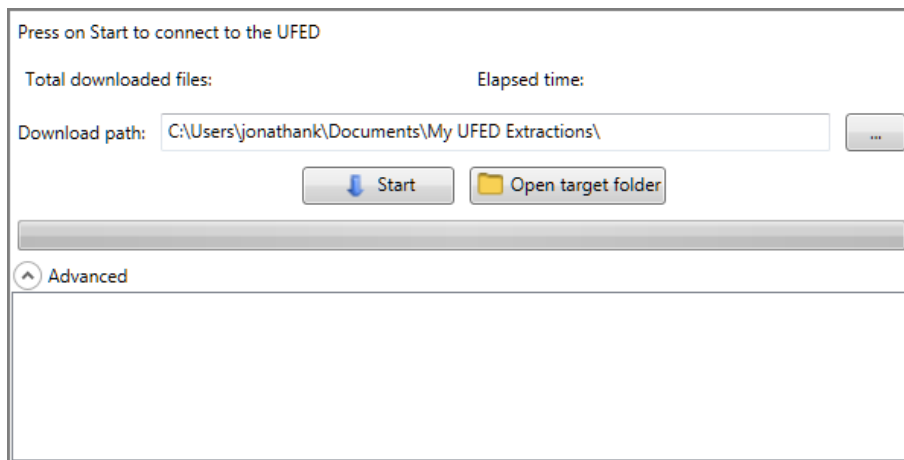 Press on Start to connect to the UFED
Total downloaded files: Elapsed time:
Download path: C:\Users\jonathank\Documents\My UFED Extractions\ ...
Start Open target folder
Advanced